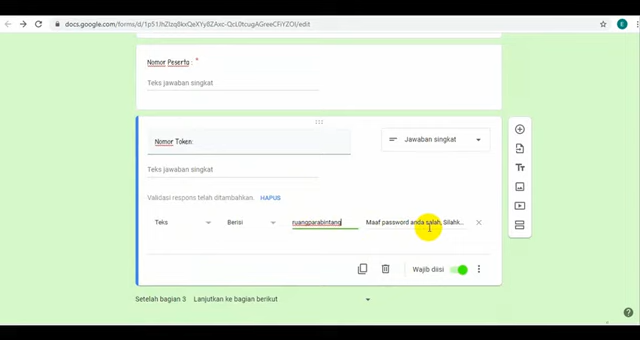 docs.google.com/forms/d/1p51JhZlzq8kxQeXYy8ZAxc-QcL0tcugAGreeCFiYZOI/edit
E
Nomor Peserta : *
Teks jawaban singkat
Nomor Token:
Jawaban singkat
Teks jawaban singkat
Validasi respons telah ditambahkan. HAPUS
Teks Berisi ruangparabintang Maaf password anda salah, Silahk...
Wajib diisi
Setelah bagian 3 Lanjutkan ke bagian berikut